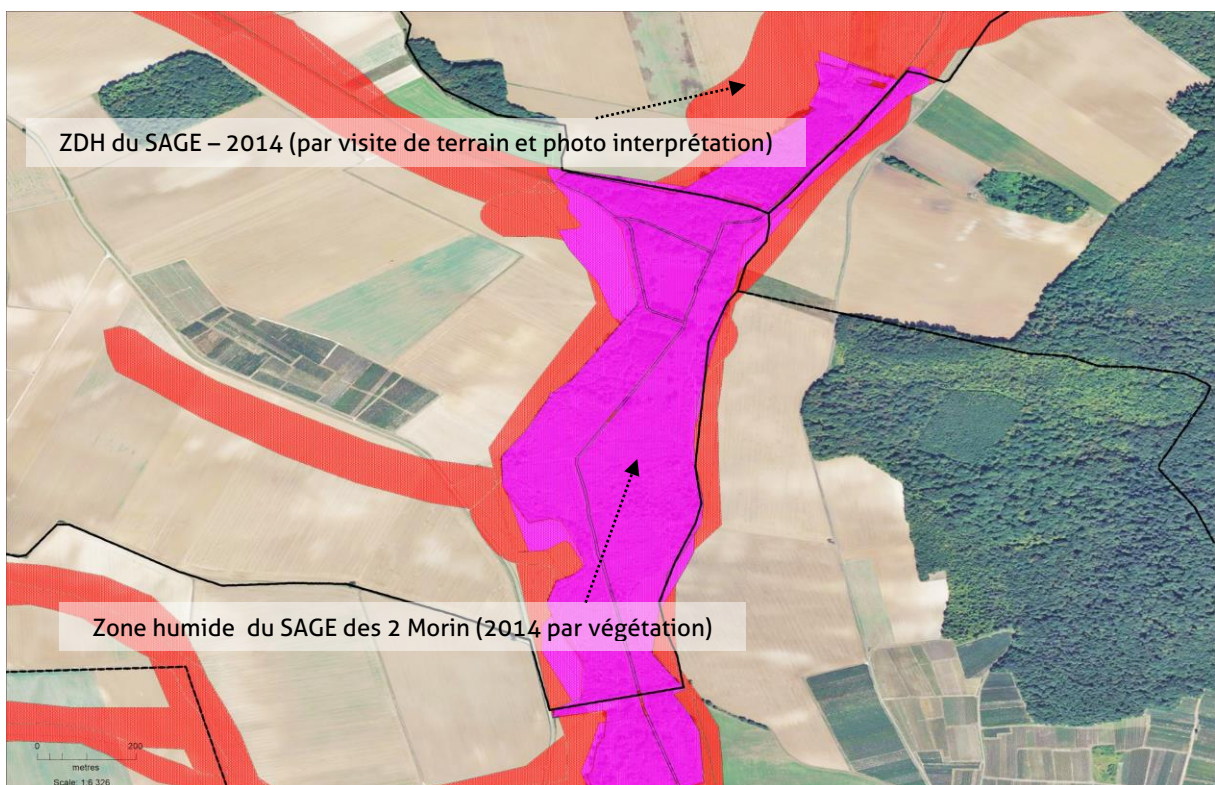 ZDH du SAGE – 2014 (par visite de terrain et photo interprétation)
Zone humide du SAGE des 2 Morin (2014 par végétation)
0 200
metres
Scale: 1:6 326